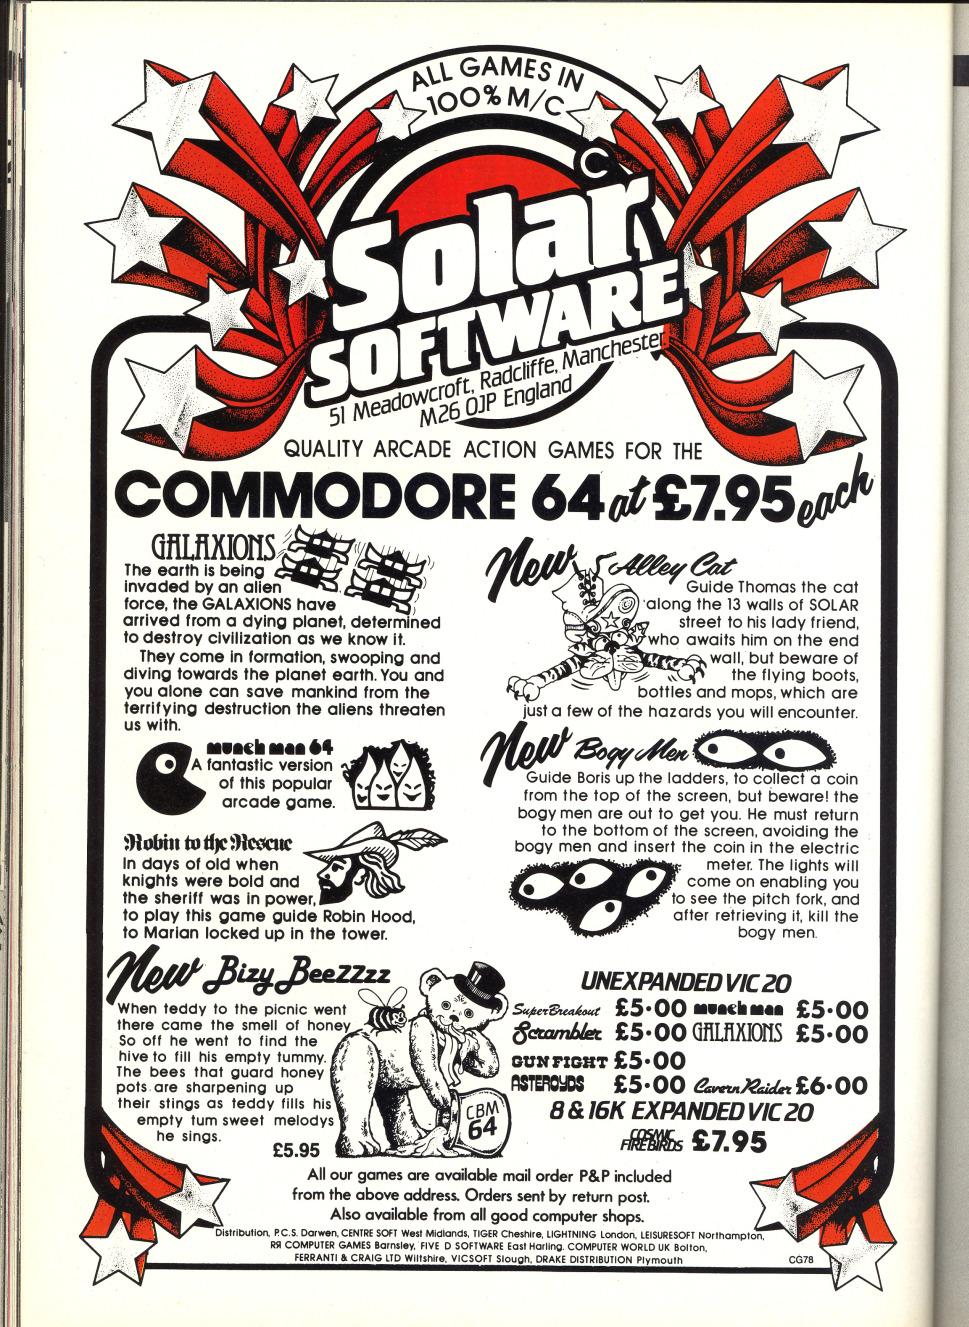 ALL GAMES IN
100% M/C
Solar
SOFTWARE
51 Meadowcroft, Radcliffe, Manchester
M26 0JP England
QUALITY ARCADE ACTION GAMES FOR THE
COMMODORE 64 at £7.95 each
GALAXIONS
The earth is being
invaded by an alien
force, the GALAXIONS have
arrived from a dying planet, determined
to destroy civilization as we know it.
They come in formation, swooping and
diving towards the planet earth. You and
you alone can save mankind from the
terrifying destruction the aliens threaten
us with.
munch man 64
A fantastic version
of this popular
arcade game.
Robin to the Rescue
In days of old when
knights were bold and
the sheriff was in power,
to play this game guide Robin Hood,
to Marian locked up in the tower.
New Bizy BeeZZzz
When teddy to the picnic went
there came the smell of honey
So off he went to find the
hive to fill his empty tummy.
The bees that guard honey
pots are sharpening up
their stings as teddy fills his
empty tum sweet melodys
he sings.
£5.95
CBM
64
New Alley Cat
Guide Thomas the cat
along the 13 walls of SOLAR
street to his lady friend,
who awaits him on the end
wall, but beware of
the flying boots,
bottles and mops, which are
just a few of the hazards you will encounter.
New Bogy Men
Guide Boris up the ladders, to collect a coin
from the top of the screen, but beware! the
bogy men are out to get you. He must return
to the bottom of the screen, avoiding the
bogy men and insert the coin in the electric
meter. The lights will
come on enabling you
to see the pitch fork, and
after retrieving it, kill the
bogy men.
UNEXPANDED VIC 20
Super Breakout £5·00 munch man £5·00
Scrambler £5·00 GALAXIONS £5·00
GUN FIGHT £5·00
ASTEROYDS £5·00 Cavern Raider £6·00
8 & 16K EXPANDED VIC 20
COSMIC FIREBIRDS £7.95
All our games are available mail order P&P included
from the above address. Orders sent by return post.
Also available from all good computer shops.
Distribution, P.C.S. Darwen, CENTRE SOFT West Midlands, TIGER Cheshire, LIGHTNING London, LEISURESOFT Northampton,
RR COMPUTER GAMES Barnsley, FIVE D SOFTWARE East Harling. COMPUTER WORLD UK Bolton,
FERRANTI & CRAIG LTD Wiltshire, VICSOFT Slough, DRAKE DISTRIBUTION Plymouth
CG78